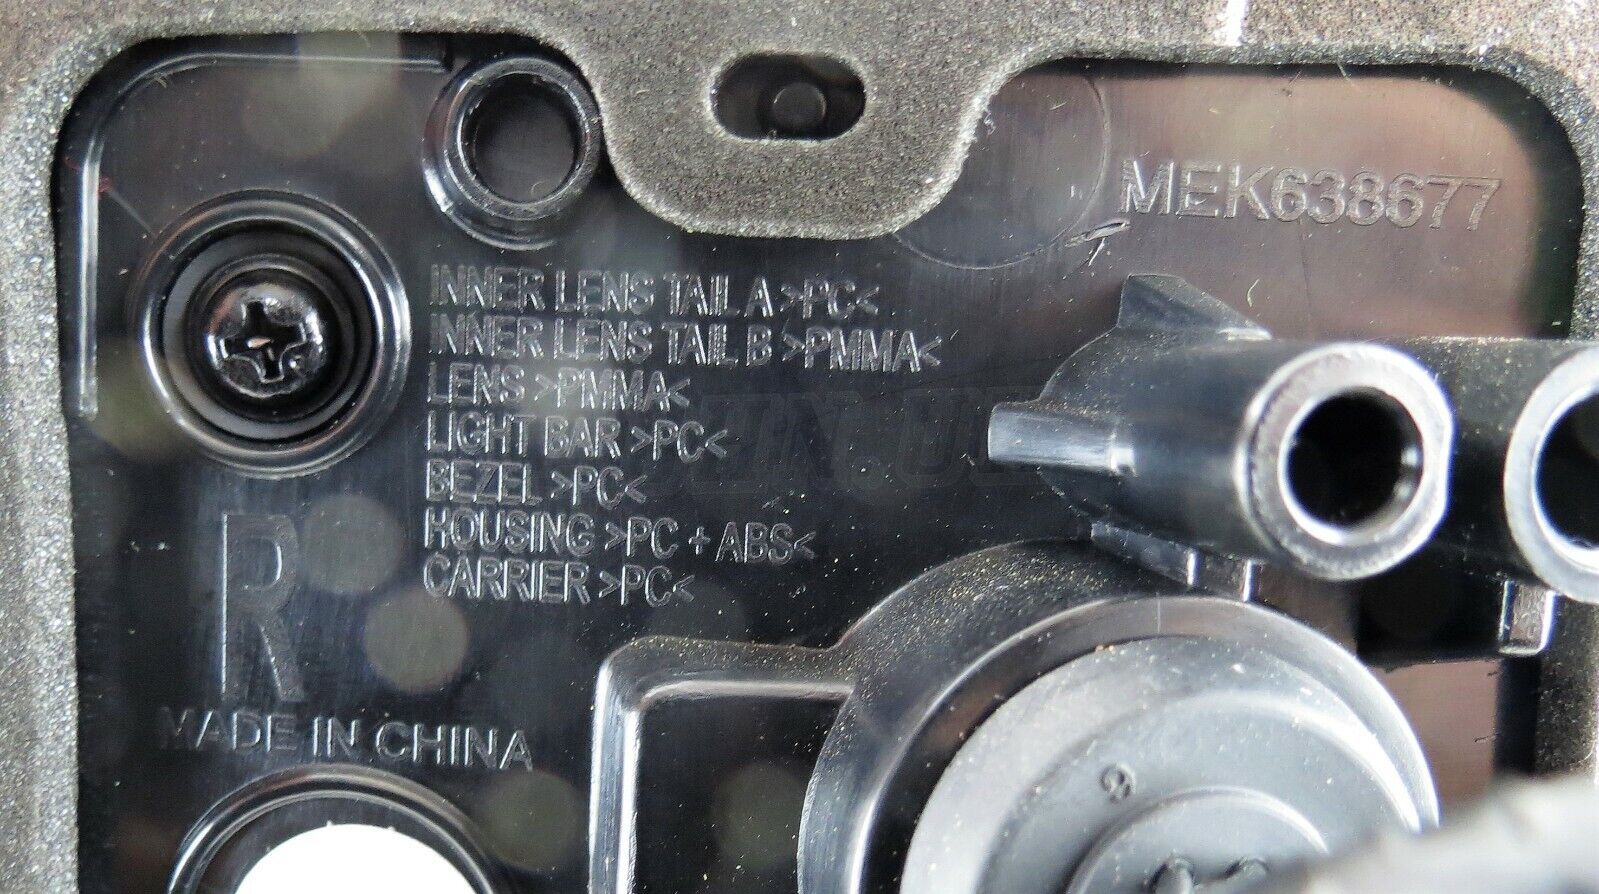 MEK638677
INNER LENS TAIL A >PC<
INNER LENS TAIL B >PMMA<
LENS >PMMA<
LIGHT BAR >PC<
BEZEL >PC<
HOUSING >PC + ABS<
CARRIER >PC<
R
MADE IN CHINA
8